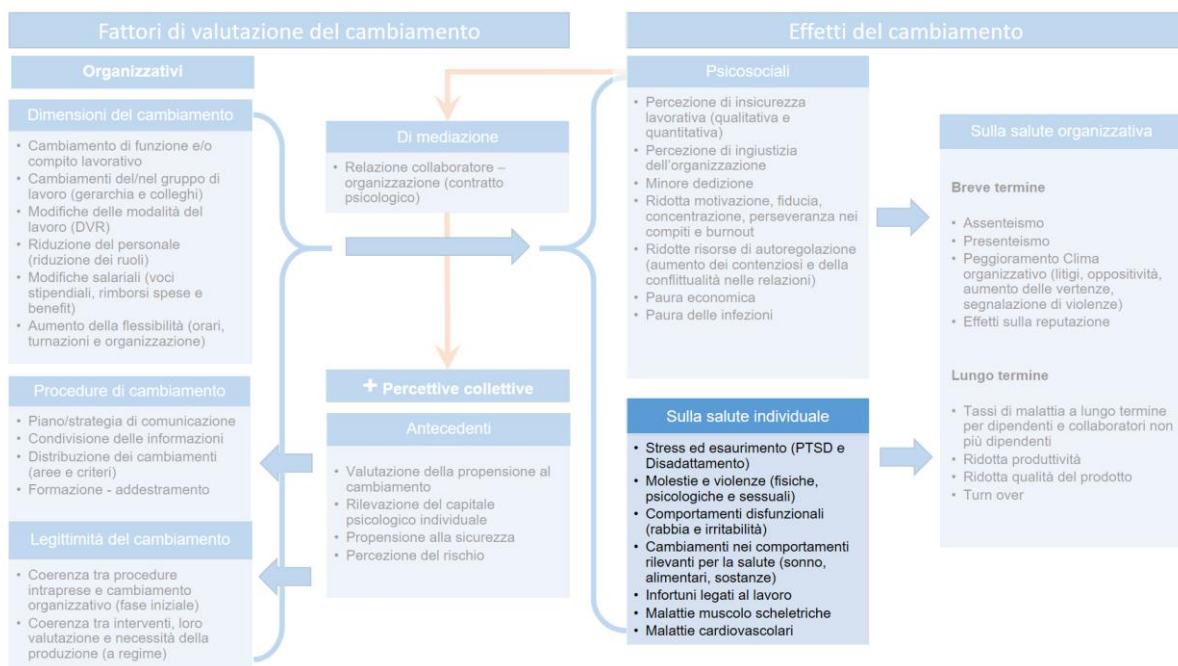 Fattori di valutazione del cambiamento
Organizzativi
Dimensioni del cambiamento
• Cambiamento di funzione e/o
compito lavorativo
• Cambiamenti del/nel gruppo di
lavoro (gerarchia e colleghi)
• Modifiche delle modalità del
lavoro (DVR)
• Riduzione del personale
(riduzione dei ruoli)
• Modifiche salariali (voci
stipendiali, rimborsi spese e
benefit)
• Aumento della flessibilità (orari,
turnazioni e organizzazione)
Procedure di cambiamento
• Piano/strategia di comunicazione
• Condivisione delle informazioni
• Distribuzione dei cambiamenti
(aree e criteri)
• Formazione - addestramento
Legittimità del cambiamento
• Coerenza tra procedure
intraprese e cambiamento
organizzativo (fase iniziale)
• Coerenza tra interventi, loro
valutazione e necessità della
produzione (a regime)
Di mediazione
• Relazione collaboratore –
organizzazione (contratto
psicologico)
+ Percettive collettive
Antecedenti
• Valutazione della propensione al
cambiamento
• Rilevazione del capitale
psicologico individuale
• Propensione alla sicurezza
• Percezione del rischio
Effetti del cambiamento
Psicosociali
• Percezione di insicurezza
lavorativa (qualitativa e
quantitativa)
• Percezione di ingiustizia
dell'organizzazione
• Minore dedizione
• Ridotta motivazione, fiducia,
concentrazione, perseveranza nei
compiti e burnout
• Ridotte risorse di autoregolazione
(aumento dei contenziosi e della
conflittualità nelle relazioni)
• Paura economica
• Paura delle infezioni
Sulla salute individuale
• Stress ed esaurimento (PTSD e
Disadattamento)
• Molestie e violenze (fisiche,
psicologiche e sessuali)
• Comportamenti disfunzionali
(rabbia e irritabilità)
• Cambiamenti nei comportamenti
rilevanti per la salute (sonno,
alimentari, sostanze)
• Infortuni legati al lavoro
• Malattie muscolo scheletriche
• Malattie cardiovascolari
Sulla salute organizzativa
Breve termine
• Assenteismo
• Presenteismo
• Peggioramento Clima
organizzativo (litigi, oppositività,
aumento delle vertenze,
segnalazione di violenze)
• Effetti sulla reputazione
Lungo termine
• Tassi di malattia a lungo termine
per dipendenti e collaboratori non
più dipendenti
• Ridotta produttività
• Ridotta qualità del prodotto
• Turn over